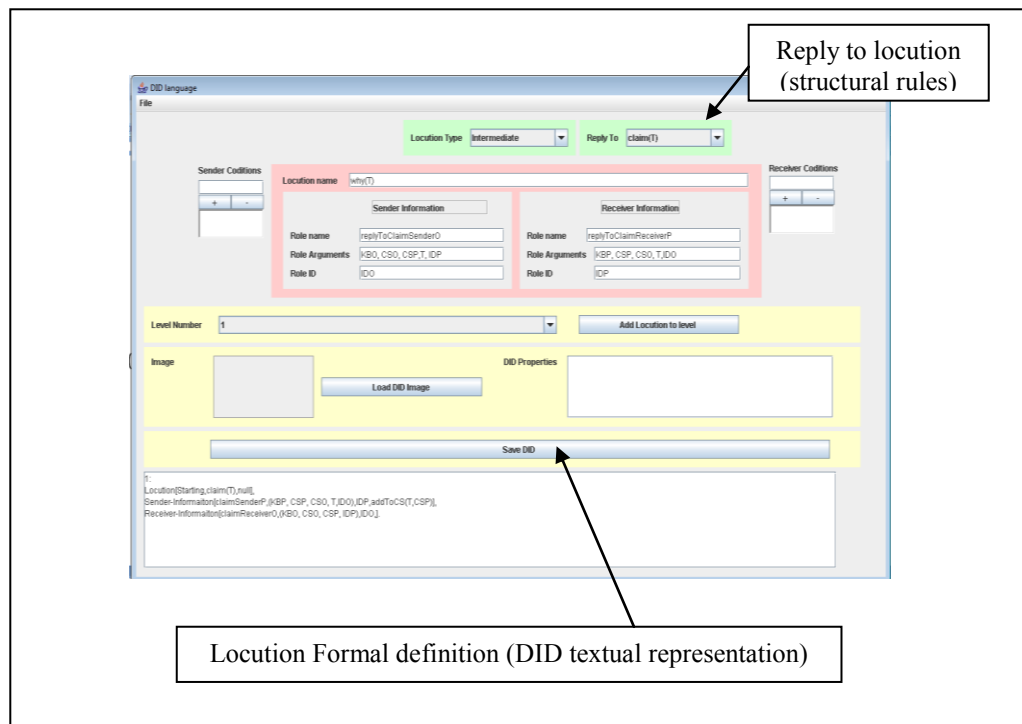 Reply to locution
(structural rules)
DID language
File
Locution Type Intermediate Reply To claim(T)
Sender Coditions
Receiver Coditions
Locution name why(T)
+ -
+ -
Sender Information
Receiver Information
Role name replyToClaimSenderO
Role name replyToClaimReceiverP
Role Arguments KBO, CSO, CSP,T, IDP
Role Arguments KBP, CSP, CSO, T,IDO
Role ID IDO
Role ID IDP
Level Number 1 Add Locution to level
Image
DID Properties
Load DID Image
Save DID
1:
Locution[Starting,claim(T),null],
Sender-Informaiton[claimSenderP,(KBP, CSP, CSO, T,IDO),IDP,addToCS(T,CSP)],
Receiver-Informaiton[claimReceiverO,(KBO, CSO, CSP, IDP),IDO,].
Locution Formal definition (DID textual representation)